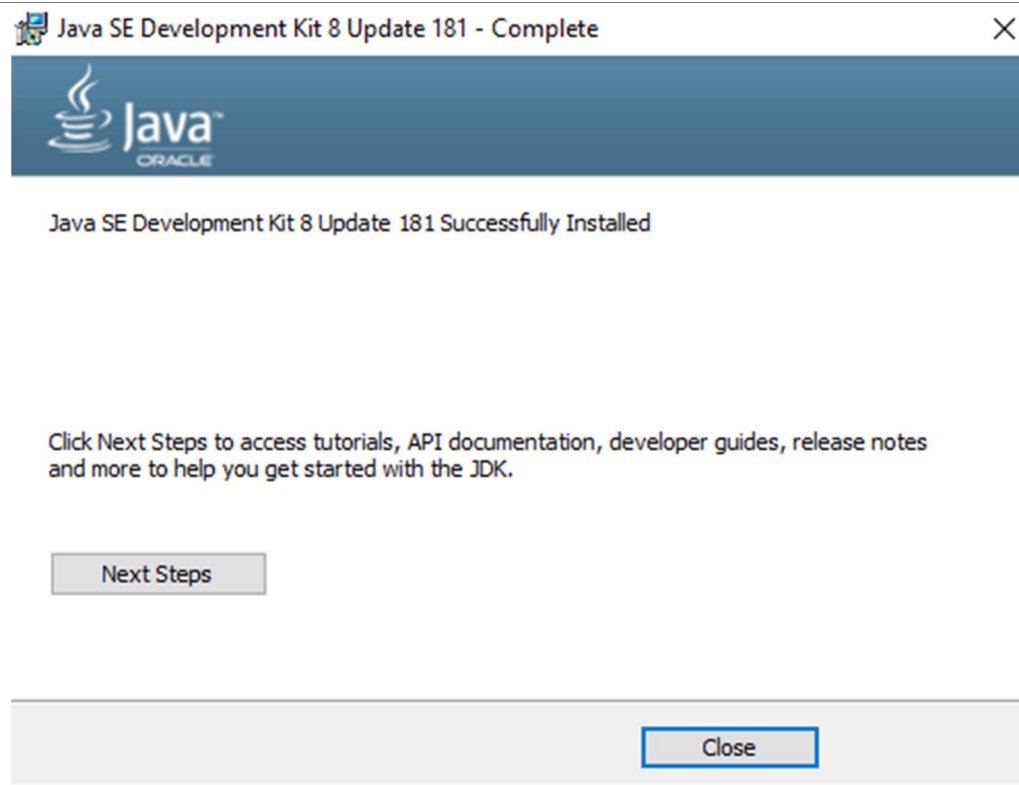 Java SE Development Kit 8 Update 181 - Complete
Java™
ORACLE
Java SE Development Kit 8 Update 181 Successfully Installed
Click Next Steps to access tutorials, API documentation, developer guides, release notes
and more to help you get started with the JDK.
Next Steps
Close